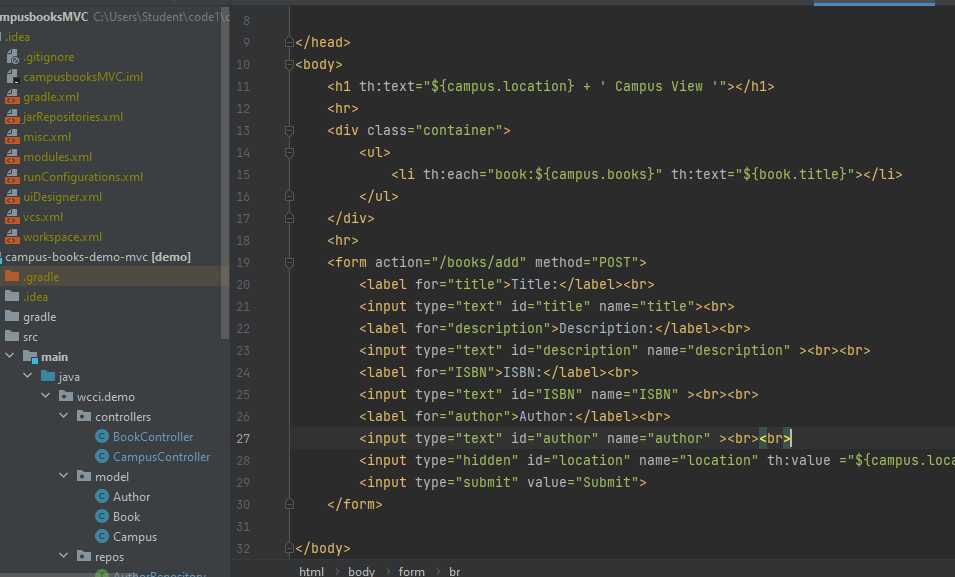 mpusbooksMVC C:\Users\Student\code1\c
.idea
.gitignore
campusbooksMVC.iml
gradle.xml
jarRepositories.xml
misc.xml
modules.xml
runConfigurations.xml
uiDesigner.xml
vcs.xml
workspace.xml
campus-books-demo-mvc [demo]
.gradle
.idea
gradle
src
main
java
wcci.demo
controllers
BookController
CampusController
model
Author
Book
Campus
repos
AuthorRepository
8
9 </head>
10 <body>
11 <h1 th:text="${campus.location} + ' Campus View '"></h1>
12 <hr>
13 <div class="container">
14 <ul>
15 <li th:each="book:${campus.books}" th:text="${book.title}"></li>
16 </ul>
17 </div>
18 <hr>
19 <form action="/books/add" method="POST">
20 <label for="title">Title:</label><br>
21 <input type="text" id="title" name="title"><br>
22 <label for="description">Description:</label><br>
23 <input type="text" id="description" name="description" ><br><br>
24 <label for="ISBN">ISBN:</label><br>
25 <input type="text" id="ISBN" name="ISBN" ><br><br>
26 <label for="author">Author:</label><br>
27 <input type="text" id="author" name="author" ><br><br>
28 <input type="hidden" id="location" name="location" th:value ="${campus.loca
29 <input type="submit" value="Submit">
30 </form>
31
32 </body>
html › body › form › br